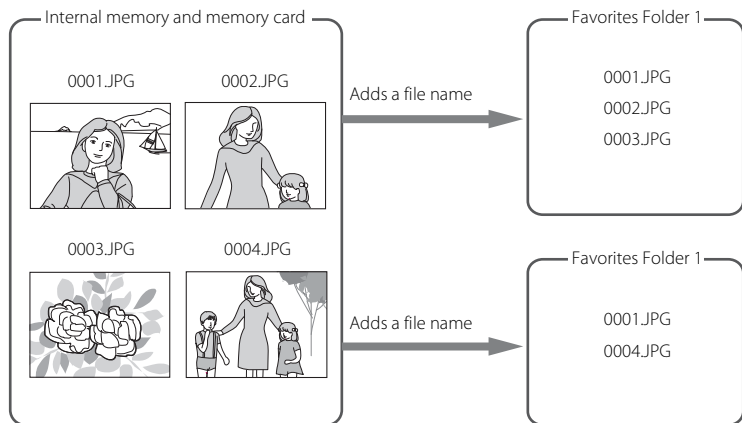 Internal memory and memory card
0001.JPG
0002.JPG
0003.JPG
0004.JPG
Adds a file name
Favorites Folder 1
0001.JPG
0002.JPG
0003.JPG
Adds a file name
Favorites Folder 1
0001.JPG
0004.JPG